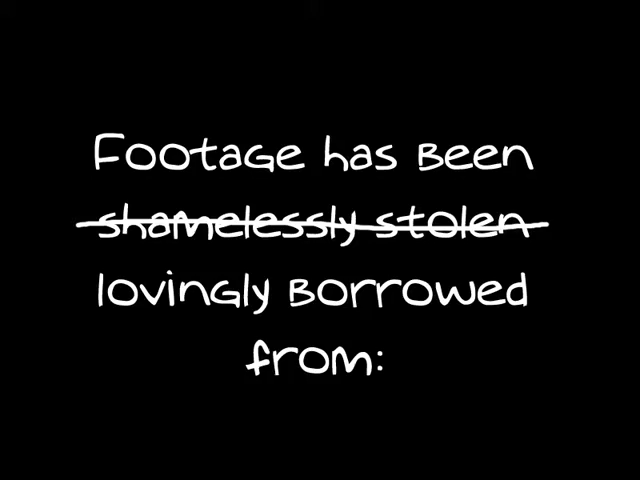 Footage has been
shamelessly stolen
lovingly borrowed
from: